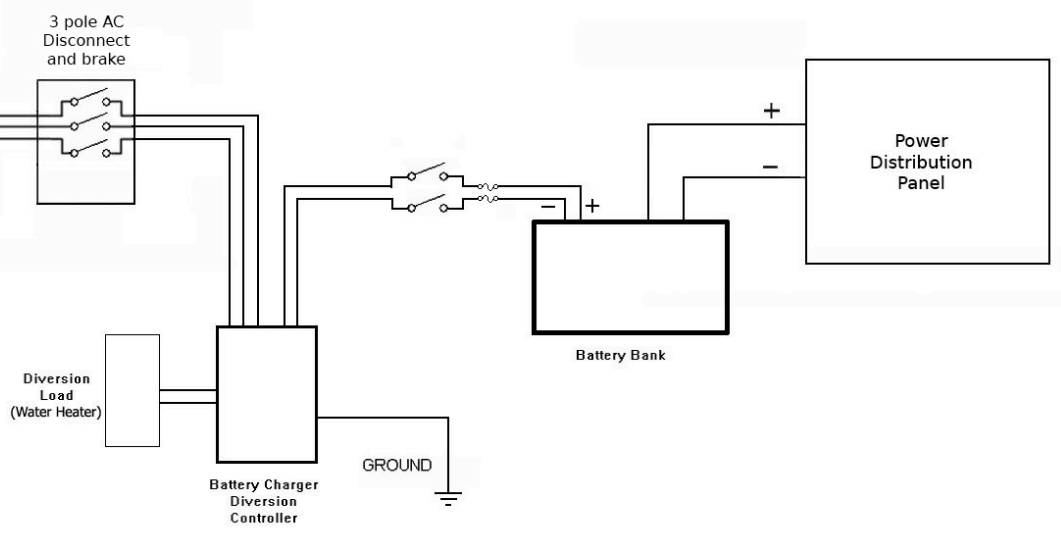 3 pole AC
Disconnect
and brake
+
−
Power
Distribution
Panel
− +
Battery Bank
Diversion
Load
(Water Heater)
GROUND
Battery Charger
Diversion
Controller